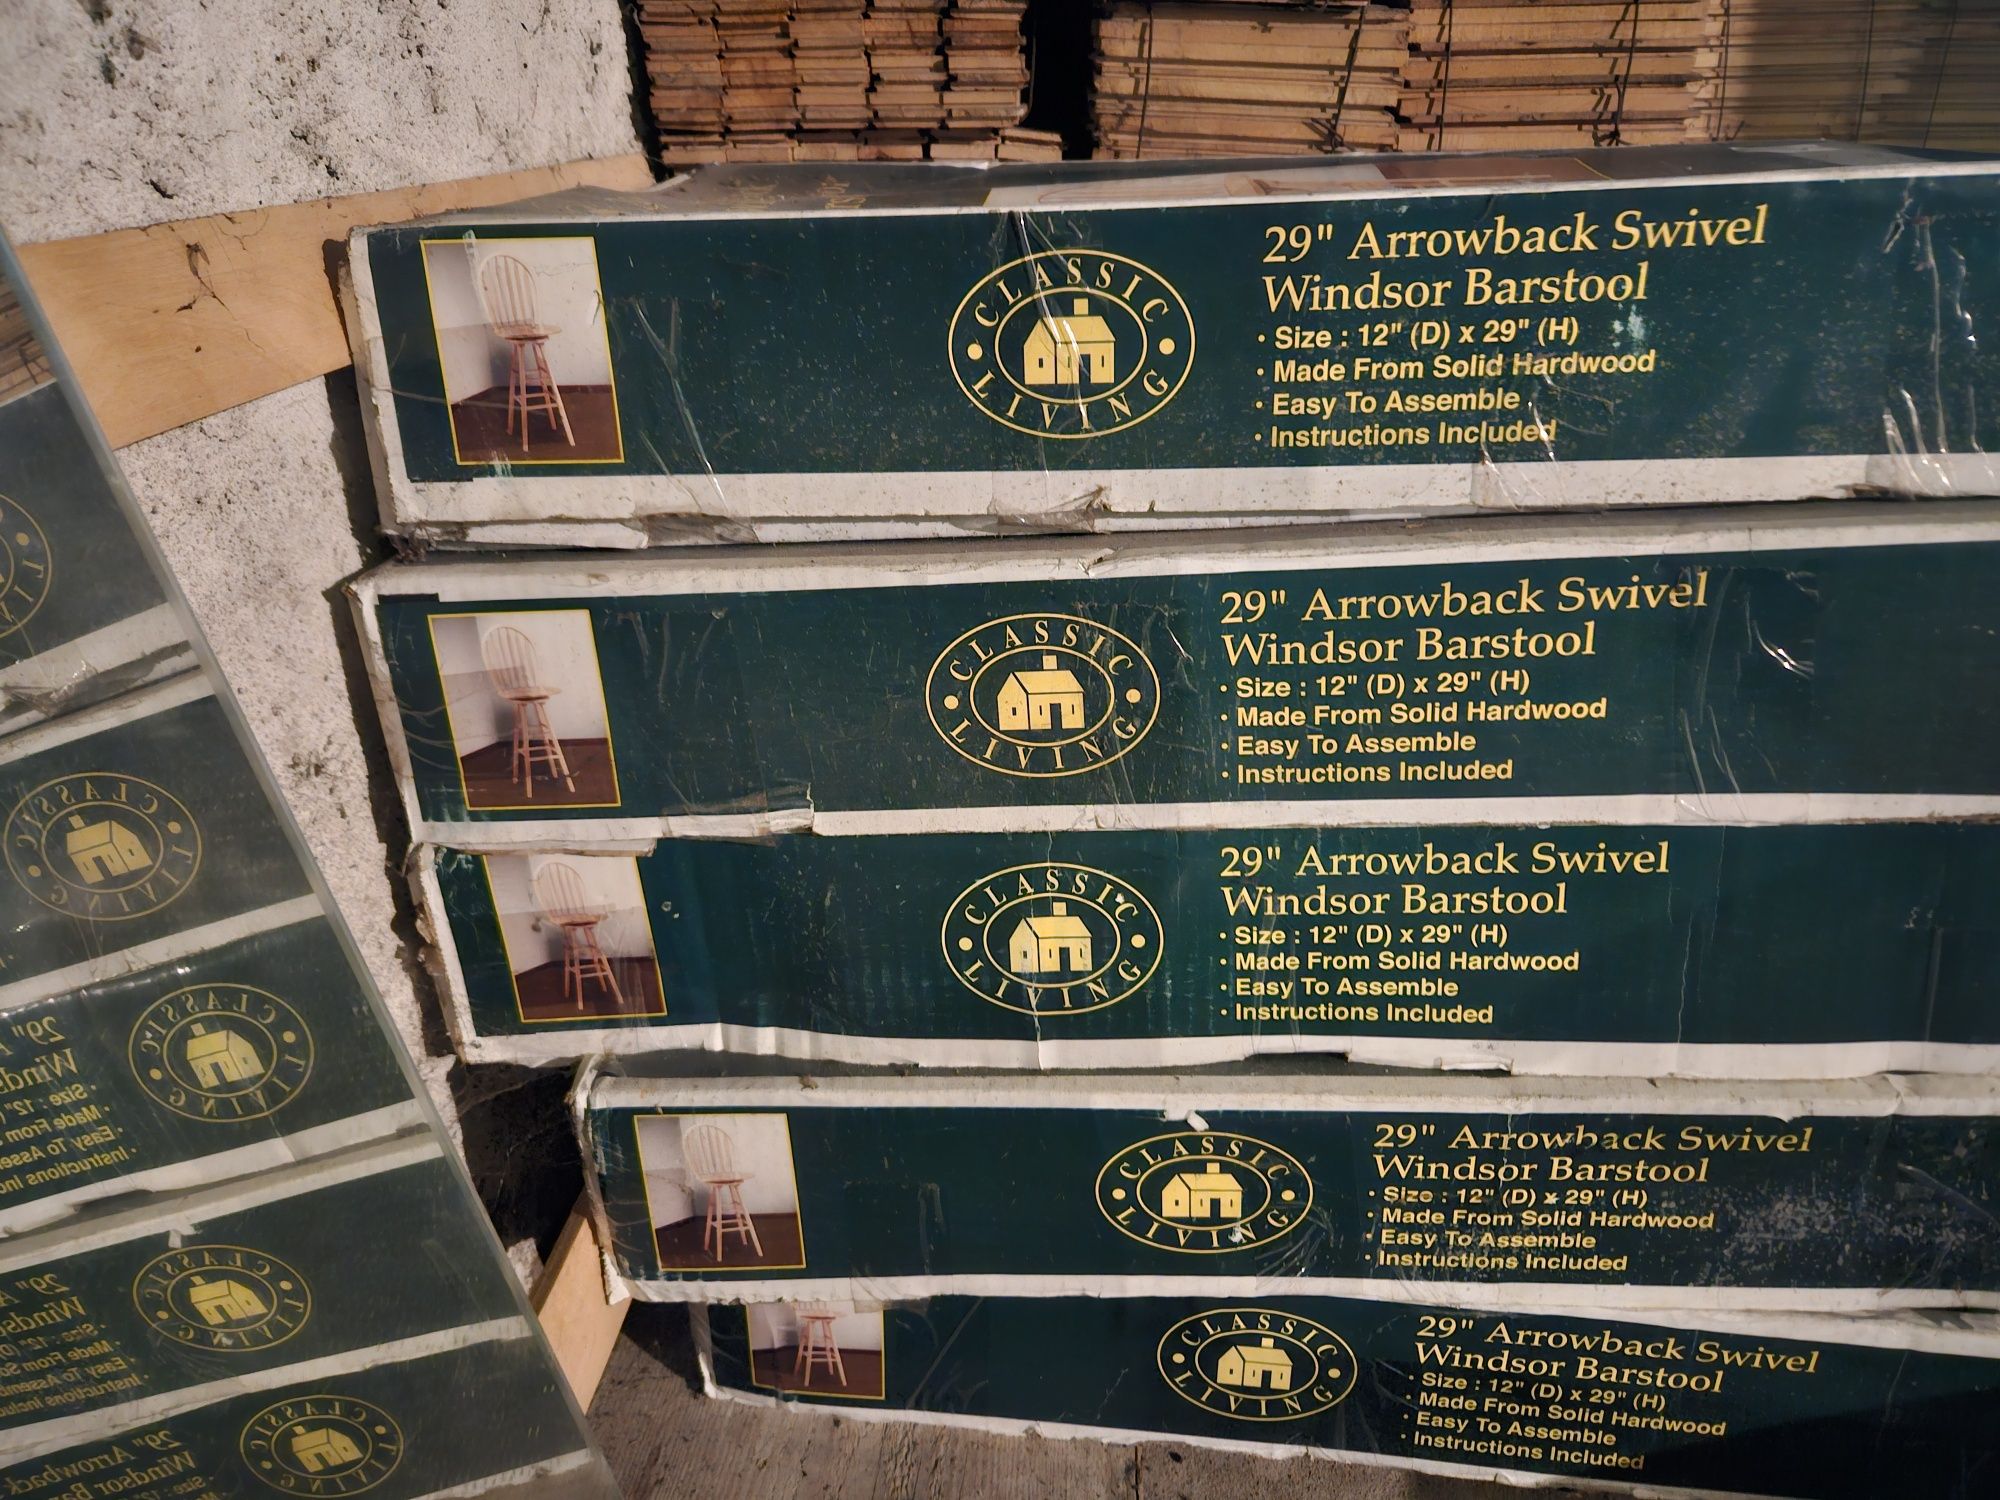 CLASSIC LIVING
29" Arrowback Swivel
Windsor Barstool
• Size : 12" (D) x 29" (H)
• Made From Solid Hardwood
• Easy To Assemble
• Instructions Included
CLASSIC LIVING
29" Arrowback Swivel
Windsor Barstool
• Size : 12" (D) x 29" (H)
• Made From Solid Hardwood
• Easy To Assemble
• Instructions Included
CLASSIC LIVING
29" Arrowback Swivel
Windsor Barstool
• Size : 12" (D) x 29" (H)
• Made From Solid Hardwood
• Easy To Assemble
• Instructions Included
CLASSIC LIVING
29" Arrowback Swivel
Windsor Barstool
• Size : 12" (D) x 29" (H)
• Made From Solid Hardwood
• Easy To Assemble
• Instructions Included
CLASSIC LIVING
29" Arrowback Swivel
Windsor Barstool
• Size : 12" (D) x 29" (H)
• Made From Solid Hardwood
• Easy To Assemble
• Instructions Included